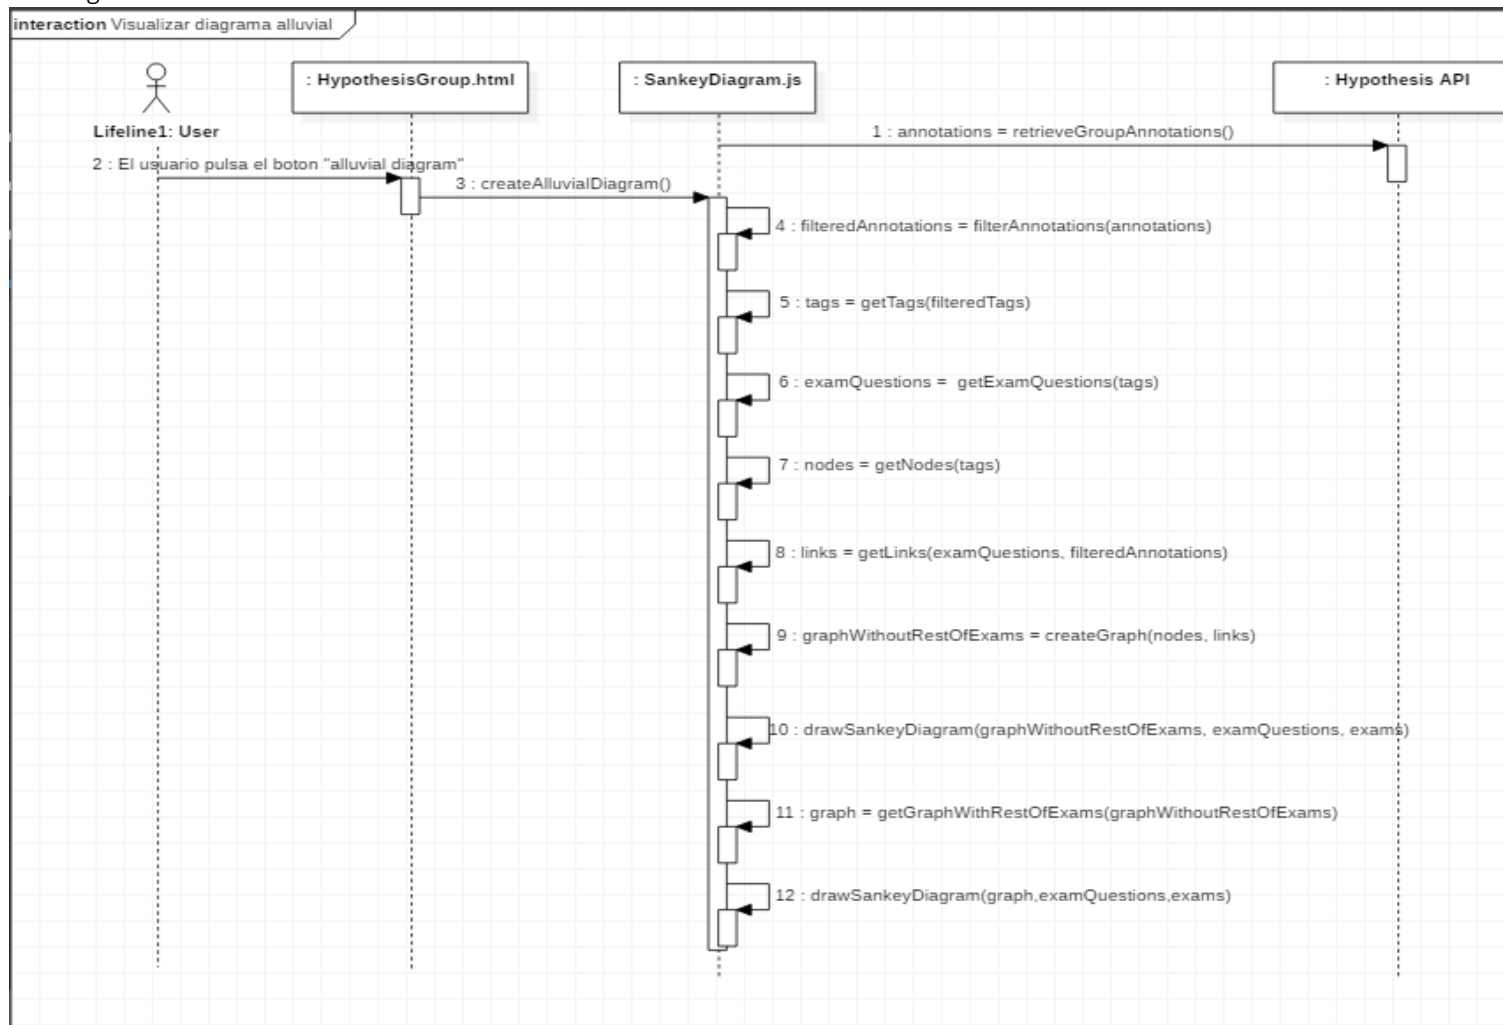 interaction Visualizar diagrama alluvial
: HypothesisGroup.html
: SankeyDiagram.js
: Hypothesis API
Lifeline1: User
1 : annotations = retrieveGroupAnnotations()
2 : El usuario pulsa el boton "alluvial diagram"
3 : createAlluvialDiagram()
4 : filteredAnnotations = filterAnnotations(annotations)
5 : tags = getTags(filteredTags)
6 : examQuestions = getExamQuestions(tags)
7 : nodes = getNodes(tags)
8 : links = getLinks(examQuestions, filteredAnnotations)
9 : graphWithoutRestOfExams = createGraph(nodes, links)
10 : drawSankeyDiagram(graphWithoutRestOfExams, examQuestions, exams)
11 : graph = getGraphWithRestOfExams(graphWithoutRestOfExams)
12 : drawSankeyDiagram(graph,examQuestions,exams)